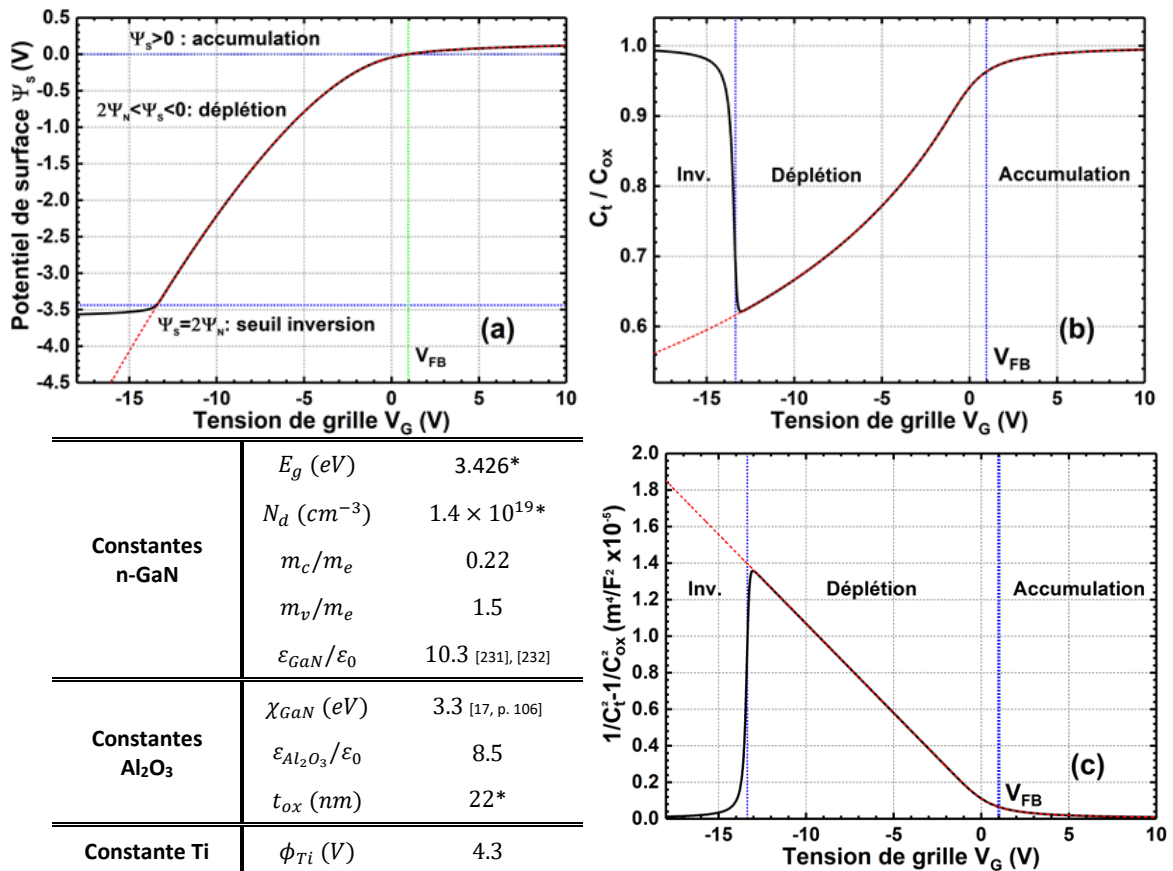 Ψs>0 : accumulation
2ΨN<Ψs<0: déplétion
Ψs=2ΨN: seuil inversion
(a)
VFB
Potentiel de surface Ψs (V)
0.0
-0.5
-1.0
-1.5
-2.0
-2.5
-3.0
-3.5
-4.0
-4.5
-15 -10 -5 0 5 10
Tension de grille VG (V)
Ct / Cox
1.0
0.9
0.8
0.7
0.6
Inv. Déplétion Accumulation
(b)
VFB
-15 -10 -5 0 5 10
Tension de grille VG (V)
Constantes
n-GaN
Eg (eV) 3.426*
Nd (cm⁻³) 1.4 × 10¹⁹*
mc/me 0.22
mv/me 1.5
εGaN/ε0 10.3 [231], [232]
Constantes
Al₂O₃
χGaN (eV) 3.3 [17, p. 106]
εAl₂O₃/ε0 8.5
tox (nm) 22*
Constante Ti ϕTi (V) 4.3
1/Ct²-1/Cox² (m⁴/F² x10⁻⁵)
2.0
1.8
1.6
1.4
1.2
1.0
0.8
0.6
0.4
0.2
0.0
Inv. Déplétion Accumulation
(c)
VFB
-15 -10 -5 0 5 10
Tension de grille VG (V)